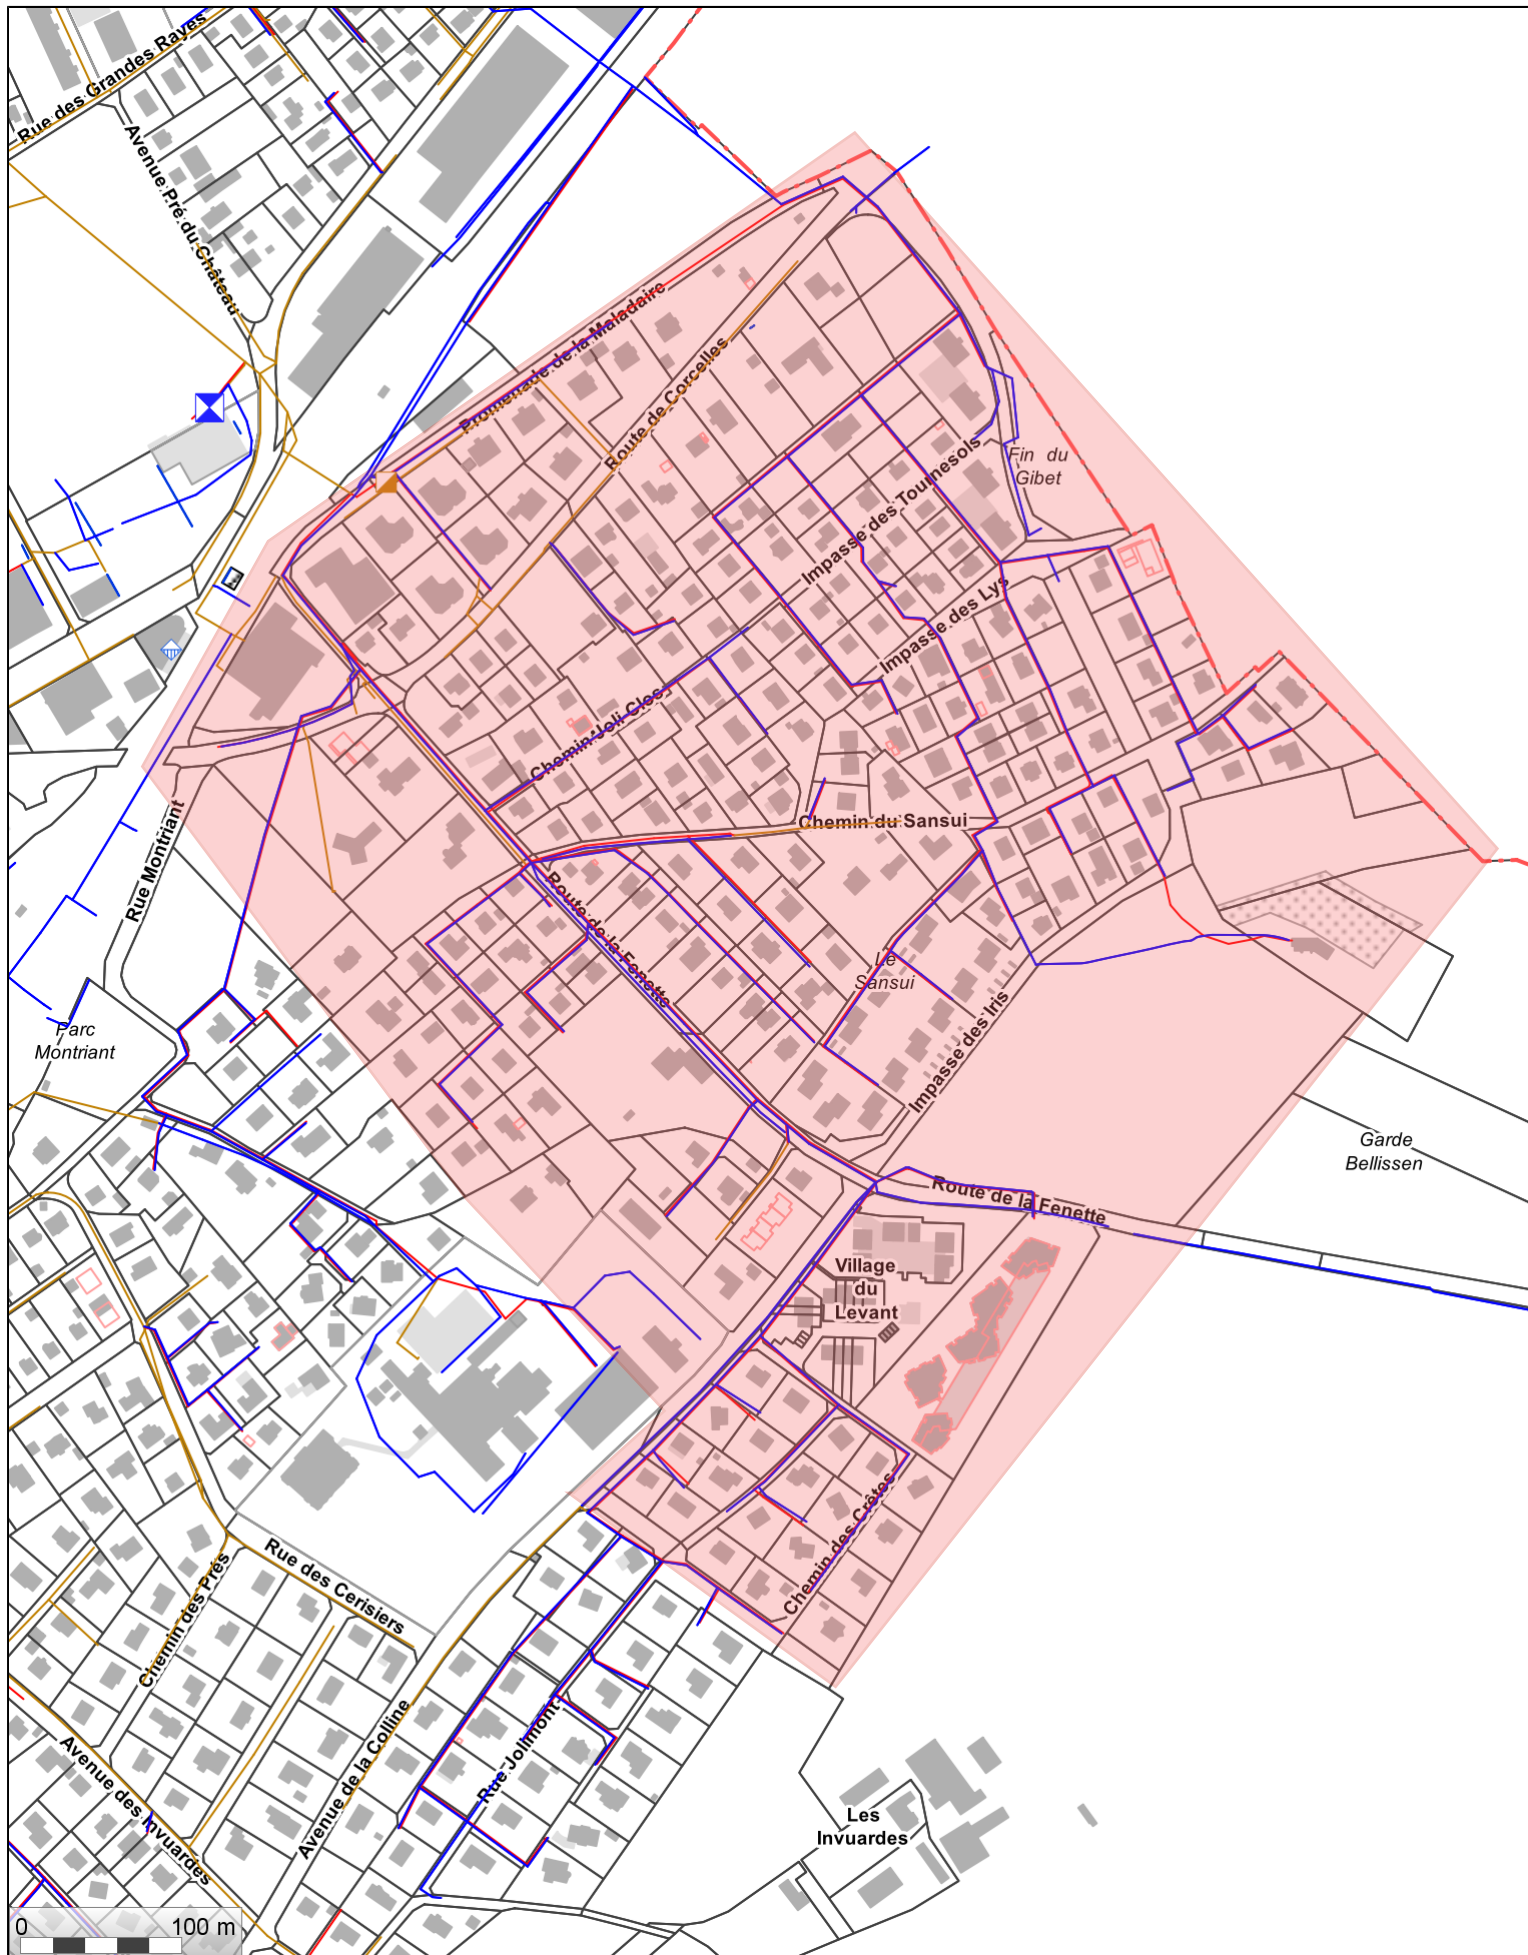 Rue des Grandes Rayes
Avenue Pré du Château
Promenade de la Maladaire
Route de Corcelles
Fin du
Gibet
Impasse des Tournesols
Impasse des Lys
Chemin Joli Clos
Chemin du Sansui
Rue Montriant
Route de la Fenette
Le
Sansui
Impasse des Iris
Parc
Montriant
Garde
Bellissen
Route de la Fenette
Village
du
Levant
Chemin des Crêtes
Rue des Cerisiers
Chemin des Prés
Avenue de la Colline
Rue Jolimont
Avenue des Invuardes
Les
Invuardes
0 100 m